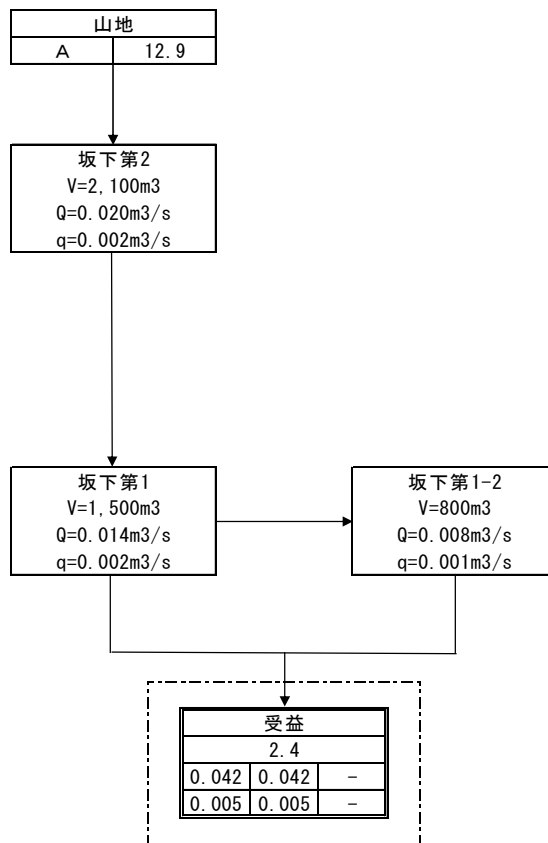 山地
A 12.9
坂下第2
V=2,100m3
Q=0.020m3/s
q=0.002m3/s
坂下第1
V=1,500m3
Q=0.014m3/s
q=0.002m3/s
坂下第1-2
V=800m3
Q=0.008m3/s
q=0.001m3/s
受益
2.4
0.042 0.042 −
0.005 0.005 −